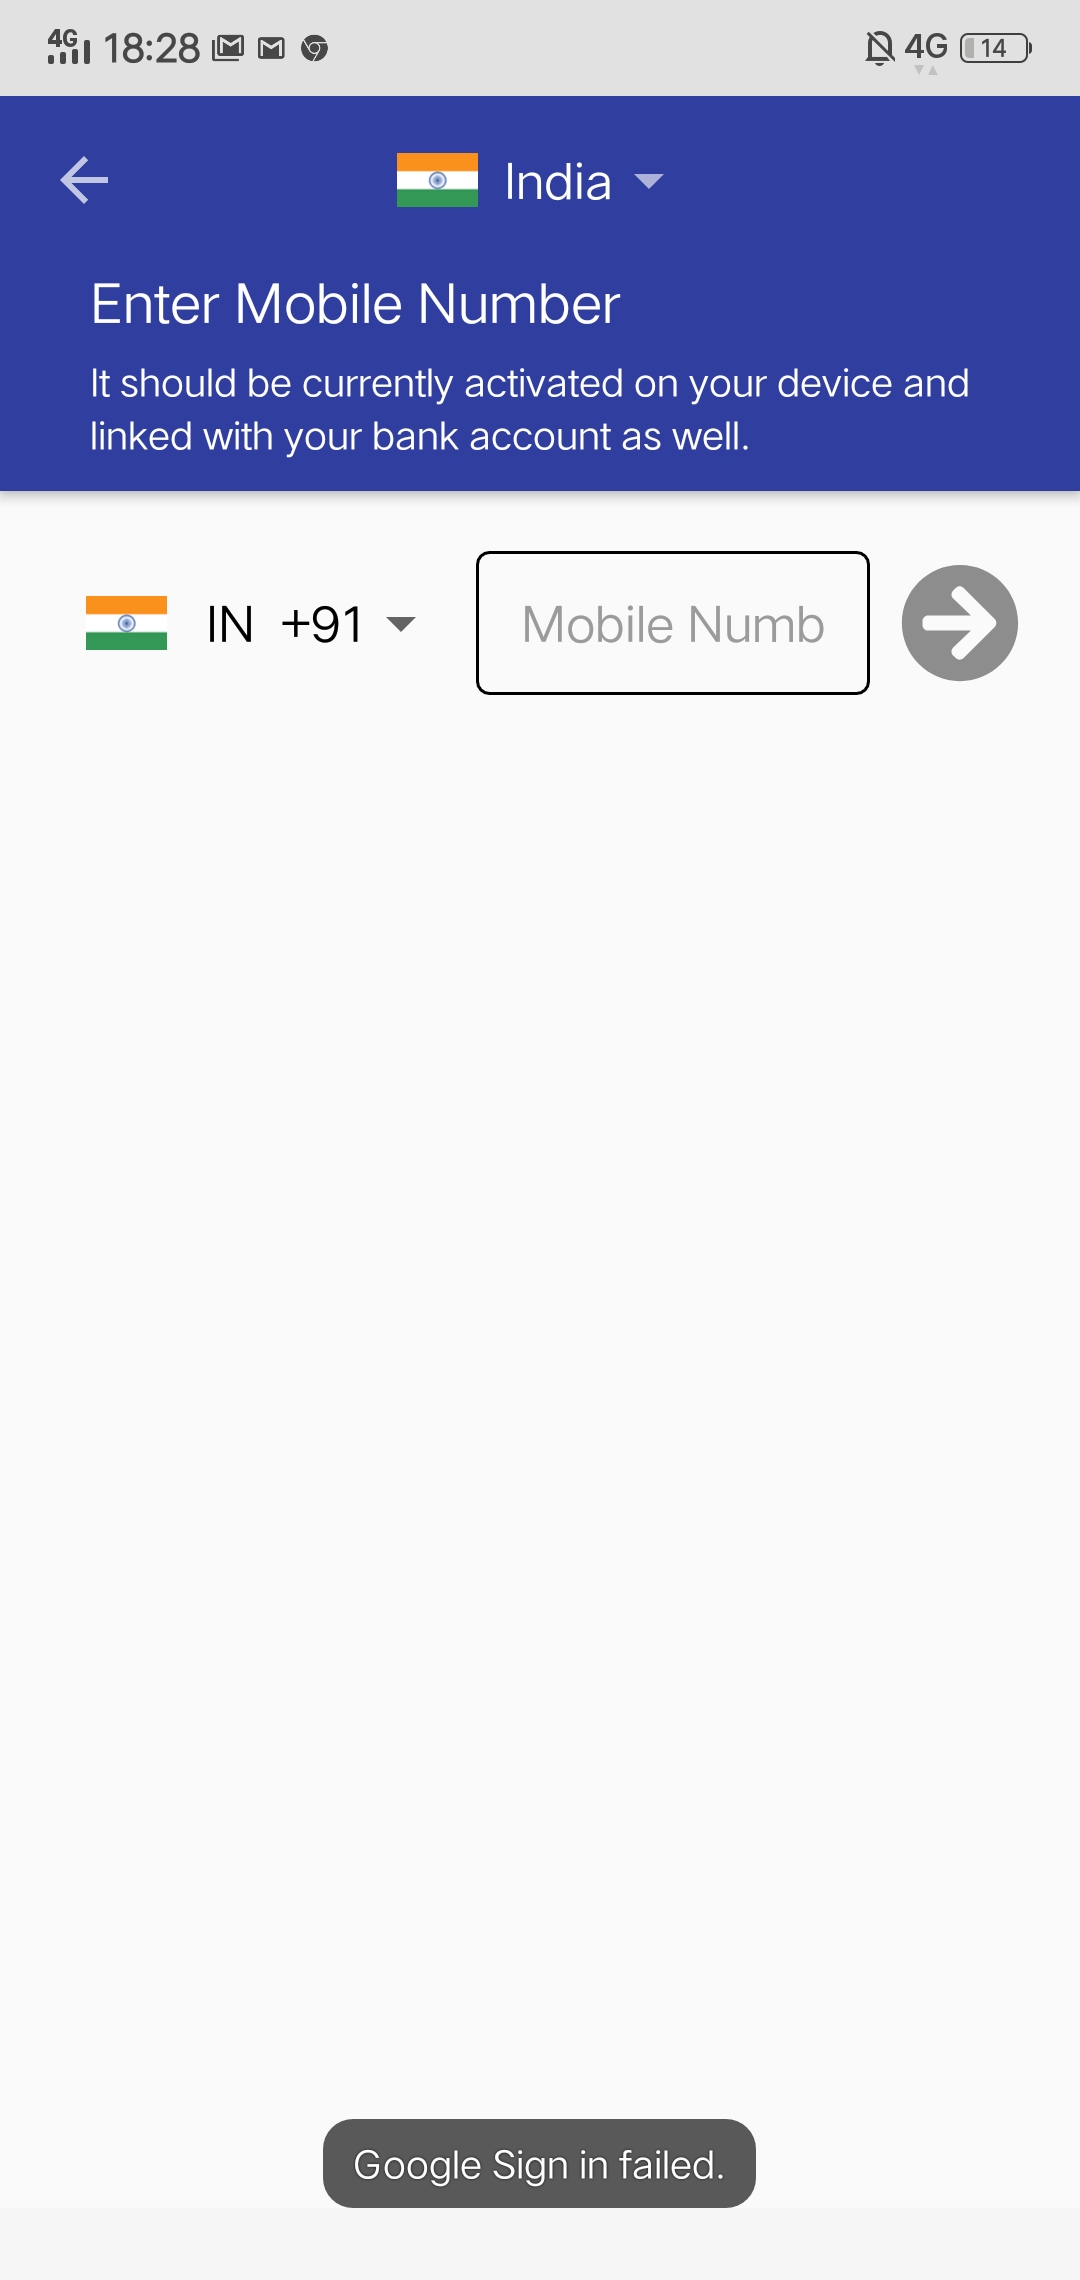 4G 18:28 4G 14
India
Enter Mobile Number
It should be currently activated on your device and
linked with your bank account as well.
IN +91 Mobile Numb
Google Sign in failed.